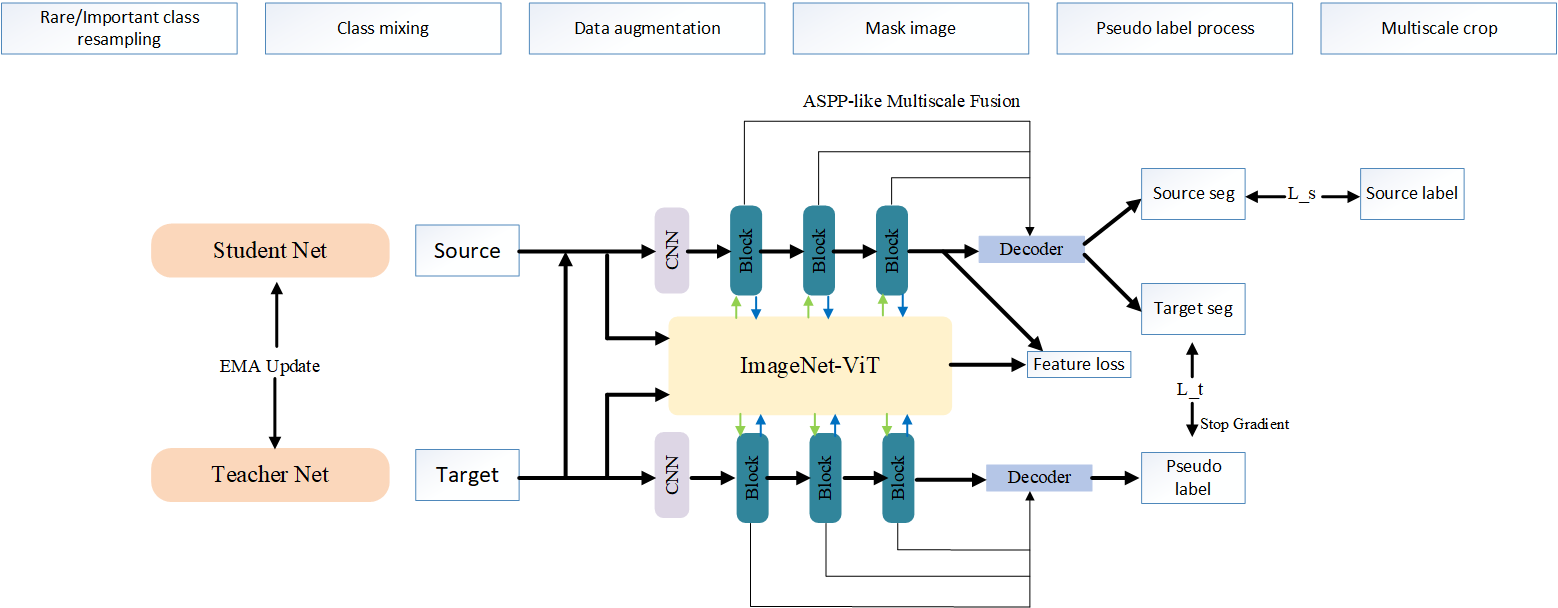 Rare/Important class
resampling
Class mixing
Data augmentation
Mask image
Pseudo label process
Multiscale crop
ASPP-like Multiscale Fusion
Student Net
Source
CNN
Block
Block
Block
Decoder
Source seg
L_s
Source label
Target seg
EMA Update
ImageNet-ViT
Feature loss
L_t
Stop Gradient
Teacher Net
Target
CNN
Block
Block
Block
Decoder
Pseudo
label